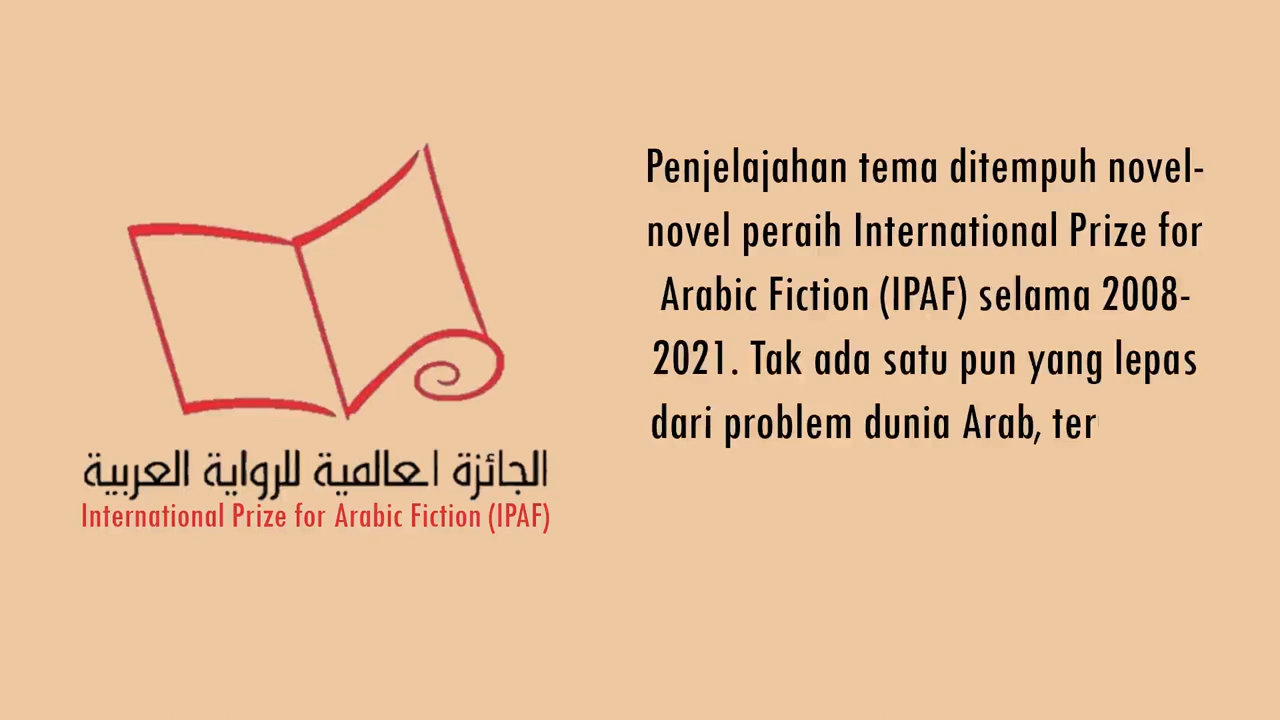 الجائزة العالمية للرواية العربية
International Prize for Arabic Fiction (IPAF)
Penjelajahan tema ditempuh novel-
novel peraih International Prize for
Arabic Fiction (IPAF) selama 2008-
2021. Tak ada satu pun yang lepas
dari problem dunia Arab, ter